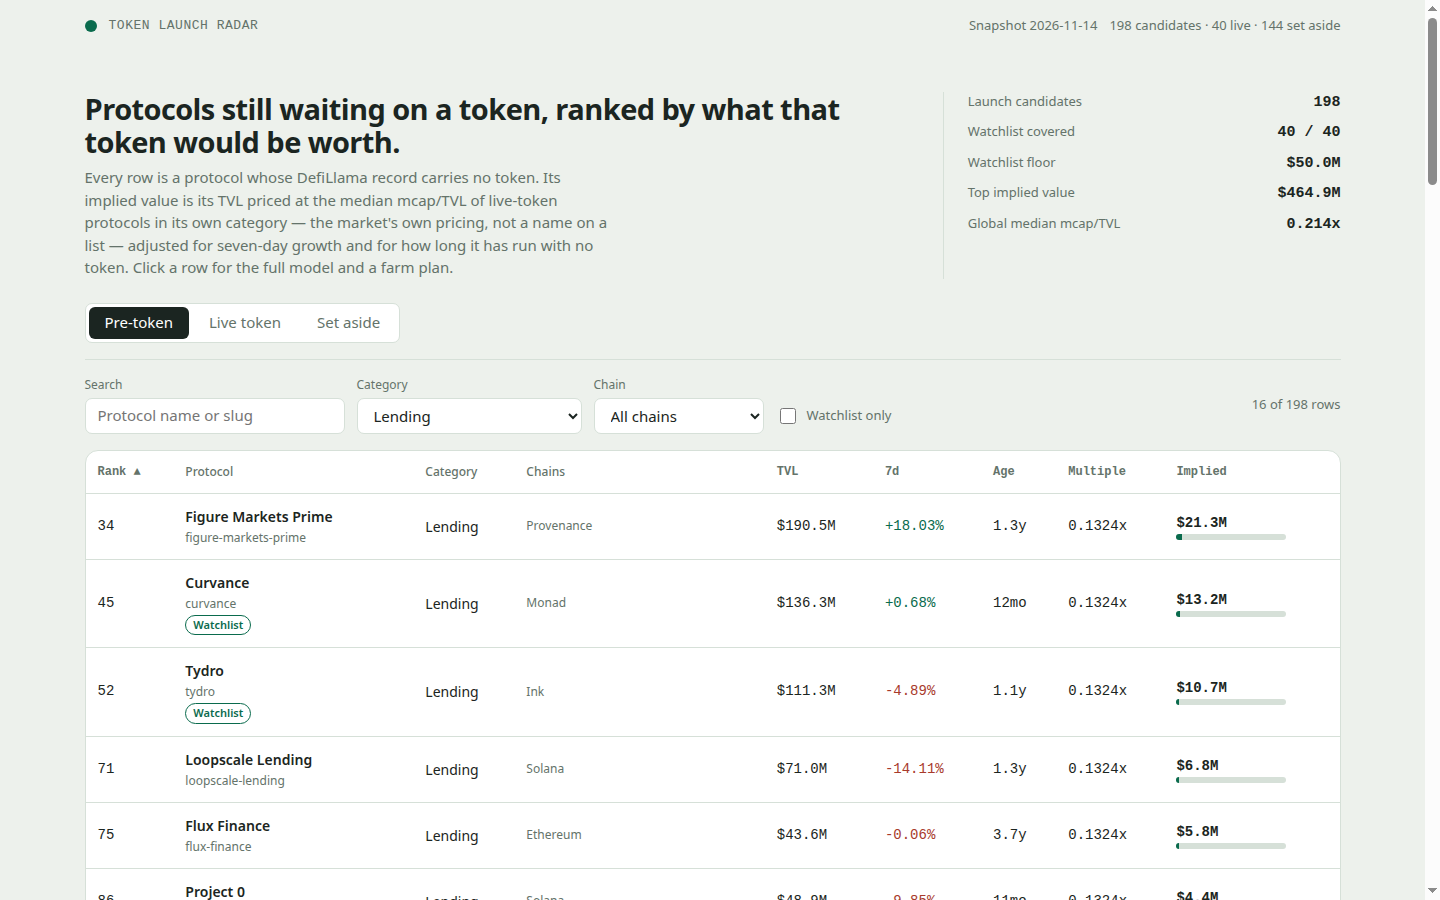 TOKEN LAUNCH RADAR
Snapshot 2026-11-14 198 candidates · 40 live · 144 set aside
Protocols still waiting on a token, ranked by what that
token would be worth.
Every row is a protocol whose DefiLlama record carries no token. Its
implied value is its TVL priced at the median mcap/TVL of live-token
protocols in its own category — the market's own pricing, not a name on a
list — adjusted for seven-day growth and for how long it has run with no
token. Click a row for the full model and a farm plan.
Launch candidates 198
Watchlist covered 40 / 40
Watchlist floor $50.0M
Top implied value $464.9M
Global median mcap/TVL 0.214x
Pre-token Live token Set aside
Search Category Chain
Protocol name or slug Lending All chains Watchlist only 16 of 198 rows
Rank ▲ Protocol Category Chains TVL 7d Age Multiple Implied
34 Figure Markets Prime Lending Provenance $190.5M +18.03% 1.3y 0.1324x $21.3M
figure-markets-prime
45 Curvance Lending Monad $136.3M +0.68% 12mo 0.1324x $13.2M
curvance
Watchlist
52 Tydro Lending Ink $111.3M -4.89% 1.1y 0.1324x $10.7M
tydro
Watchlist
71 Loopscale Lending Lending Solana $71.0M -14.11% 1.3y 0.1324x $6.8M
loopscale-lending
75 Flux Finance Lending Ethereum $43.6M -0.06% 3.7y 0.1324x $5.8M
flux-finance
86 Project 0 Lending Solana $48.9M -9.85% 11mo 0.1324x $4.4M